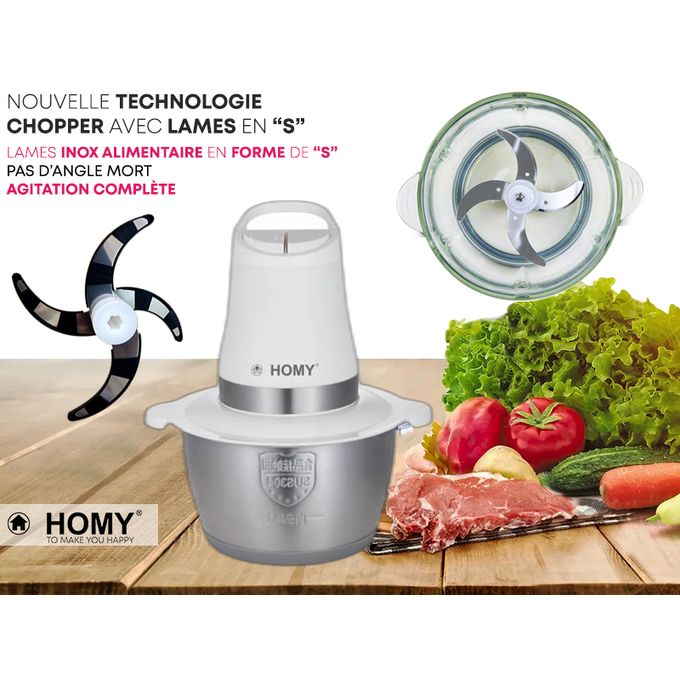 NOUVELLE TECHNOLOGIE
CHOPPER AVEC LAMES EN “S”
LAMES INOX ALIMENTAIRE EN FORME DE “S”
PAS D’ANGLE MORT
AGITATION COMPLÈTE
HOMY®
SUS304
HOMY®
TO MAKE YOU HAPPY